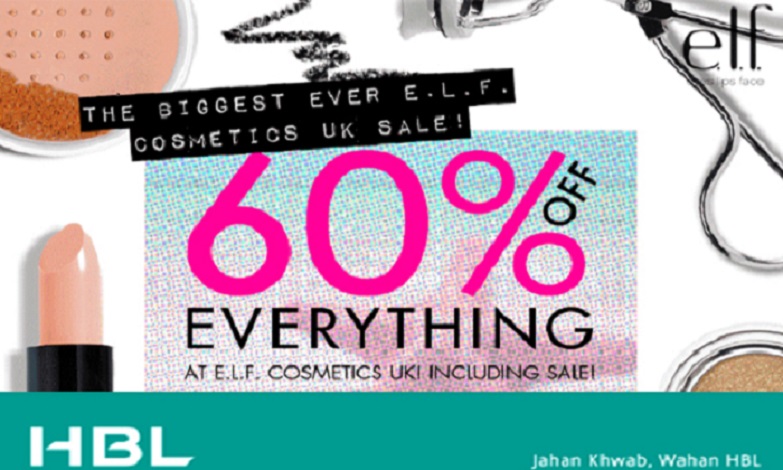 e.l.f.
THE BIGGEST EVER E.L.F.
COSMETICS UK SALE!
60% OFF
EVERYTHING
AT E.L.F. COSMETICS UK! INCLUDING SALE!
HBL
Jahan Khwab, Wahan HBL